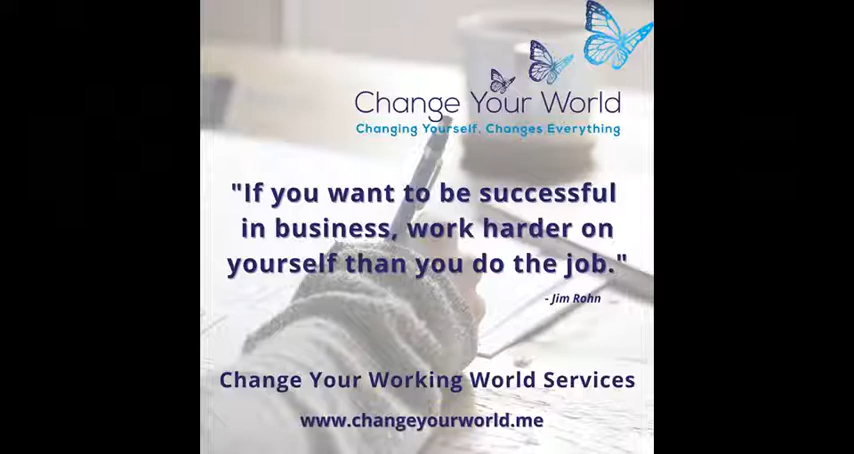 Change Your World
Changing Yourself, Changes Everything
"If you want to be successful
in business, work harder on
yourself than you do the job."
- Jim Rohn
Change Your Working World Services
www.changeyourworld.me